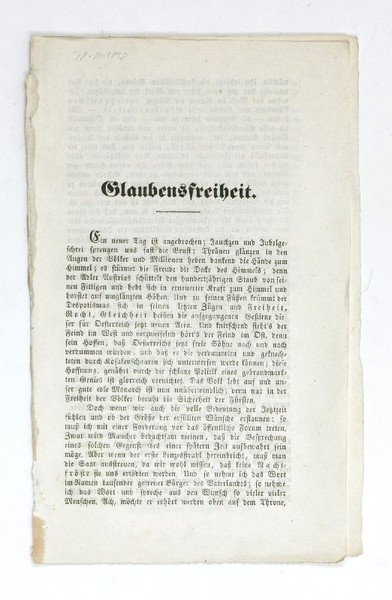 Glaubensfreiheit.
Ein neuer Tag ist angebrochen; Jauchzen und Jubelge-
schrei sprengen uns fast die Brust; Thränen glänzen in den
Augen der Völker und Millionen heben dankend die Hände zum
Himmel; es stürmet die Freude die Decke des Himmels; denn
der Adler Austrias schüttelt den hundertjährigen Staub von sei-
nen Fittigen und hebt sich in erneuerter Kraft zum Himmel und
horstet auf umglänzten Höhen. Und zu seinen Füssen krümmt der
Despotismus sich in seinen letzten Zügen und Freiheit,
Recht, Gleichheit heißen die aufgegangenen Gestirne die-
ser für Oesterreich jetzt neuen Aera. Und knirschend steht's der
Feind im West und verzweifelnd hört's der Feind im Ost, denn
sein Hoffen, daß Oesterreichs jetzt freie Söhne noch und noch
verdummen würden, und daß er die verdummten und geknech-
teten durch Kosakenschaaren sich unterwerfen werde können; diese
Hoffnung, genährt durch die schlaue Politik eines gebrandmark-
ten Genies ist glorreich vernichtet. Das Volk lebt auf und un-
ser gute edle Monarch ist nun unüberwindlich; denn nur in der
Freiheit der Völker beruht die Sicherheit der Fürsten.
Doch wenn wir auch die volle Bedeutung der Jetztzeit
fühlen und ob der Größe der erfüllten Wünsche erstaunen: so
muß ich mit einer Forderung vor das öffentliche Forum treten.
Zwar wird Mancher bedachtsam meinen, daß die Besprechung
eines solchen Gegenst es einer spätern Zeit aufbewahrt sein
möge. Aber wenn der erste Lenzesstrahl hereinbricht, muß man
die Saat ausstreuen, da wir wohl wissen, daß keine Nacht-
fröste sie uns ertödten werden. Und so nehme ich das Wort
im Namen tausender getreuer Bürger des Vaterlandes; so nehme
ich das Wort und spreche aus den Wunsch so vieler vieler
Menschen. Ach, möchte er erhört werden oben auf dem Throne,